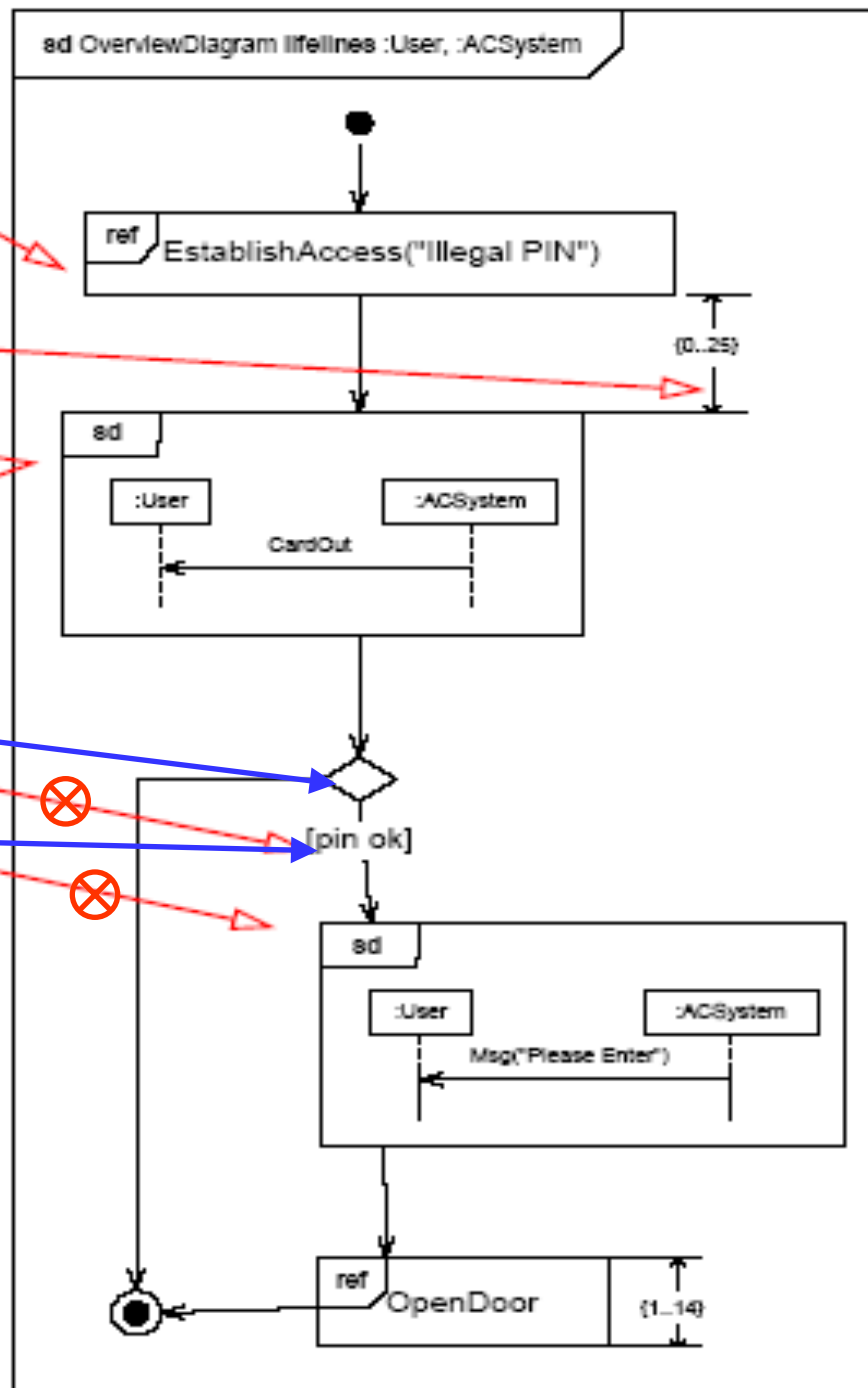 sd OverviewDiagram lifelines :User, :ACSystem
ref
EstablishAccess("Illegal PIN")
{0..25}
sd
:User
:ACSystem
CardOut
[pin ok]
sd
:User
:ACSystem
Msg("Please Enter")
ref
OpenDoor
{1..14}